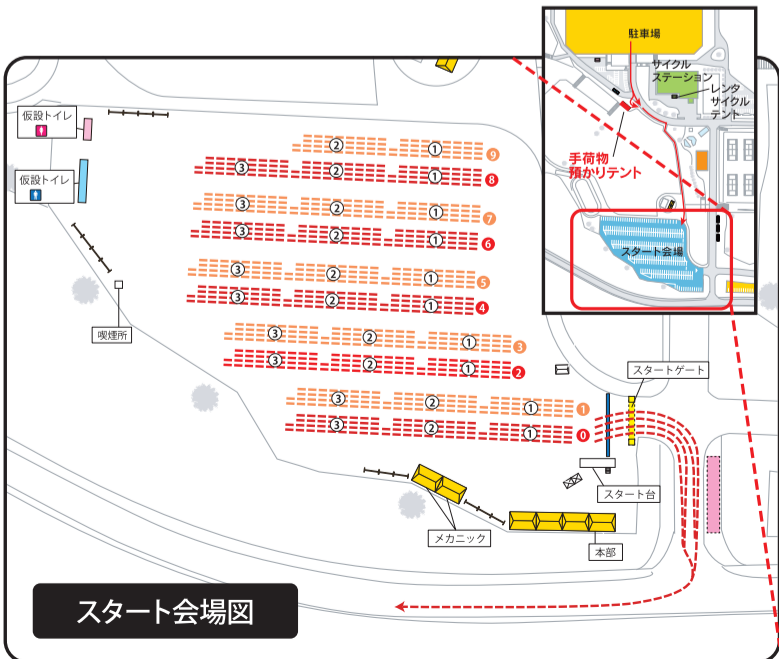 駐車場
サイクル
ステーション
レンタ
サイクル
テント
手荷物
預かりテント
スタート会場
仮設トイレ
仮設トイレ
喫煙所
② ① 9
③ ② ① 8
③ ② ① 7
③ ② ① 6
③ ② ① 5
③ ② ① 4
③ ② ① 3
③ ② ① 2
③ ② ① 1
③ ② ① 0
スタートゲート
スタート台
メカニック
本部
スタート会場図